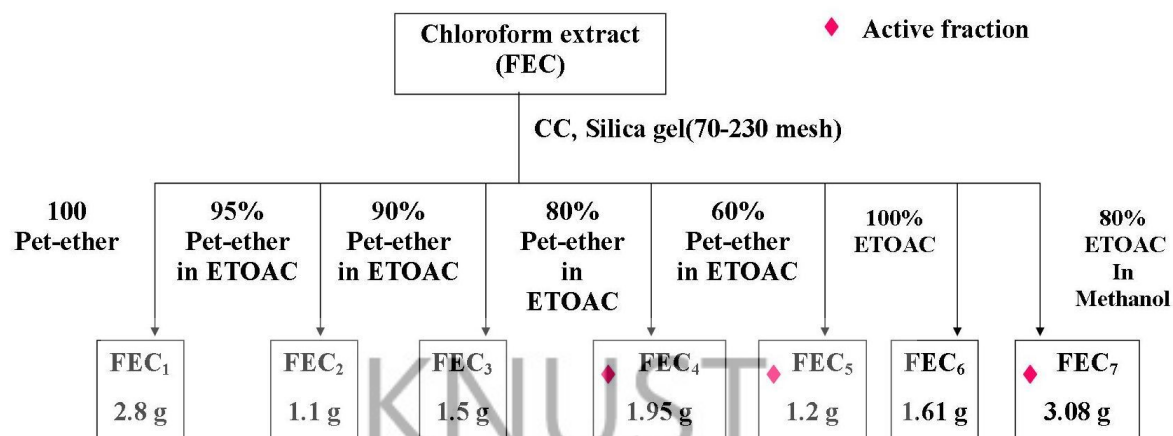 Chloroform extract
(FEC)
Active fraction
CC, Silica gel(70-230 mesh)
100
Pet-ether
95%
Pet-ether
in ETOAC
90%
Pet-ether
in ETOAC
80%
Pet-ether
in
ETOAC
60%
Pet-ether
in ETOAC
100%
ETOAC
80%
ETOAC
In
Methanol
FEC₁
2.8 g
FEC₂
1.1 g
FEC₃
1.5 g
FEC₄
1.95 g
FEC₅
1.2 g
FEC₆
1.61 g
FEC₇
3.08 g
KNUST